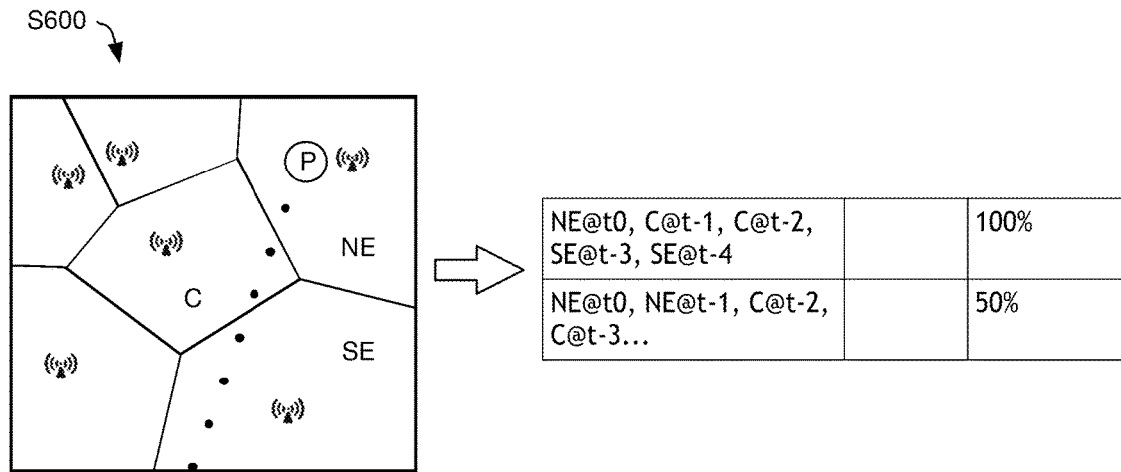 S600
P
NE
C
SE
NE@t0, C@t-1, C@t-2,
SE@t-3, SE@t-4
100%
NE@t0, NE@t-1, C@t-2,
C@t-3...
50%